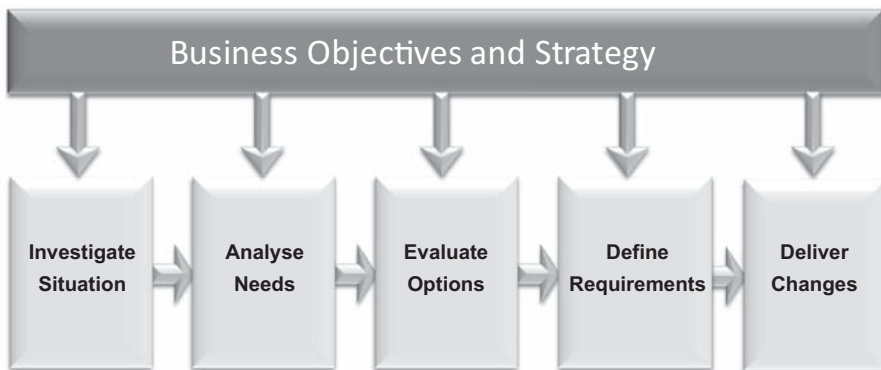 Business Objectives and Strategy
Investigate
Situation
Analyse
Needs
Evaluate
Options
Define
Requirements
Deliver
Changes